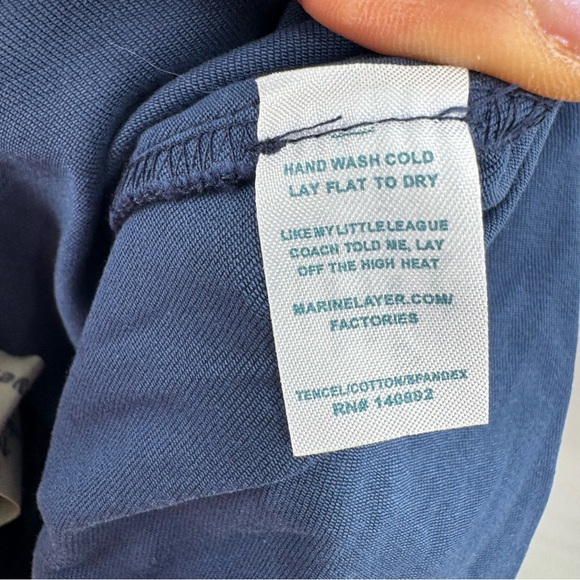 HAND WASH COLD
LAY FLAT TO DRY
LIKE MY LITTLE LEAGUE
COACH TOLD ME, LAY
OFF THE HIGH HEAT
MARINELAYER.COM/
FACTORIES
TENCEL/COTTON/SPANDEX
RN# 140992